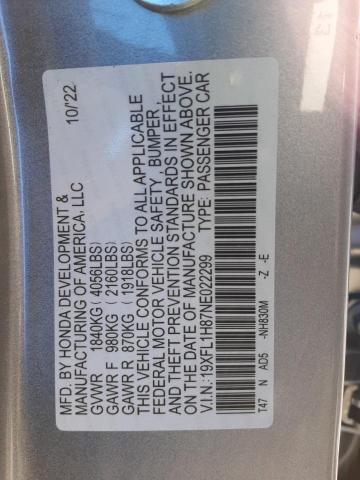 MFD.BY HONDA DEVELOPMENT & 10/'22
MANUFACTURING OF AMERICA, LLC
GVWR 1840KG ( 4056LBS)
GAWR F 980KG ( 2160LBS)
GAWR R 870KG ( 1918LBS)
THIS VEHICLE CONFORMS TO ALL APPLICABLE
FEDERAL MOTOR VEHICLE SAFETY , BUMPER ,
AND THEFT PREVENTION STANDARDS IN EFFECT
ON THE DATE OF MANUFACTURE SHOWN ABOVE.
V.I.N.:19XFL1H87NE022299 TYPE: PASSENGER CAR
T47 N AD5 -NH830M -Z -E